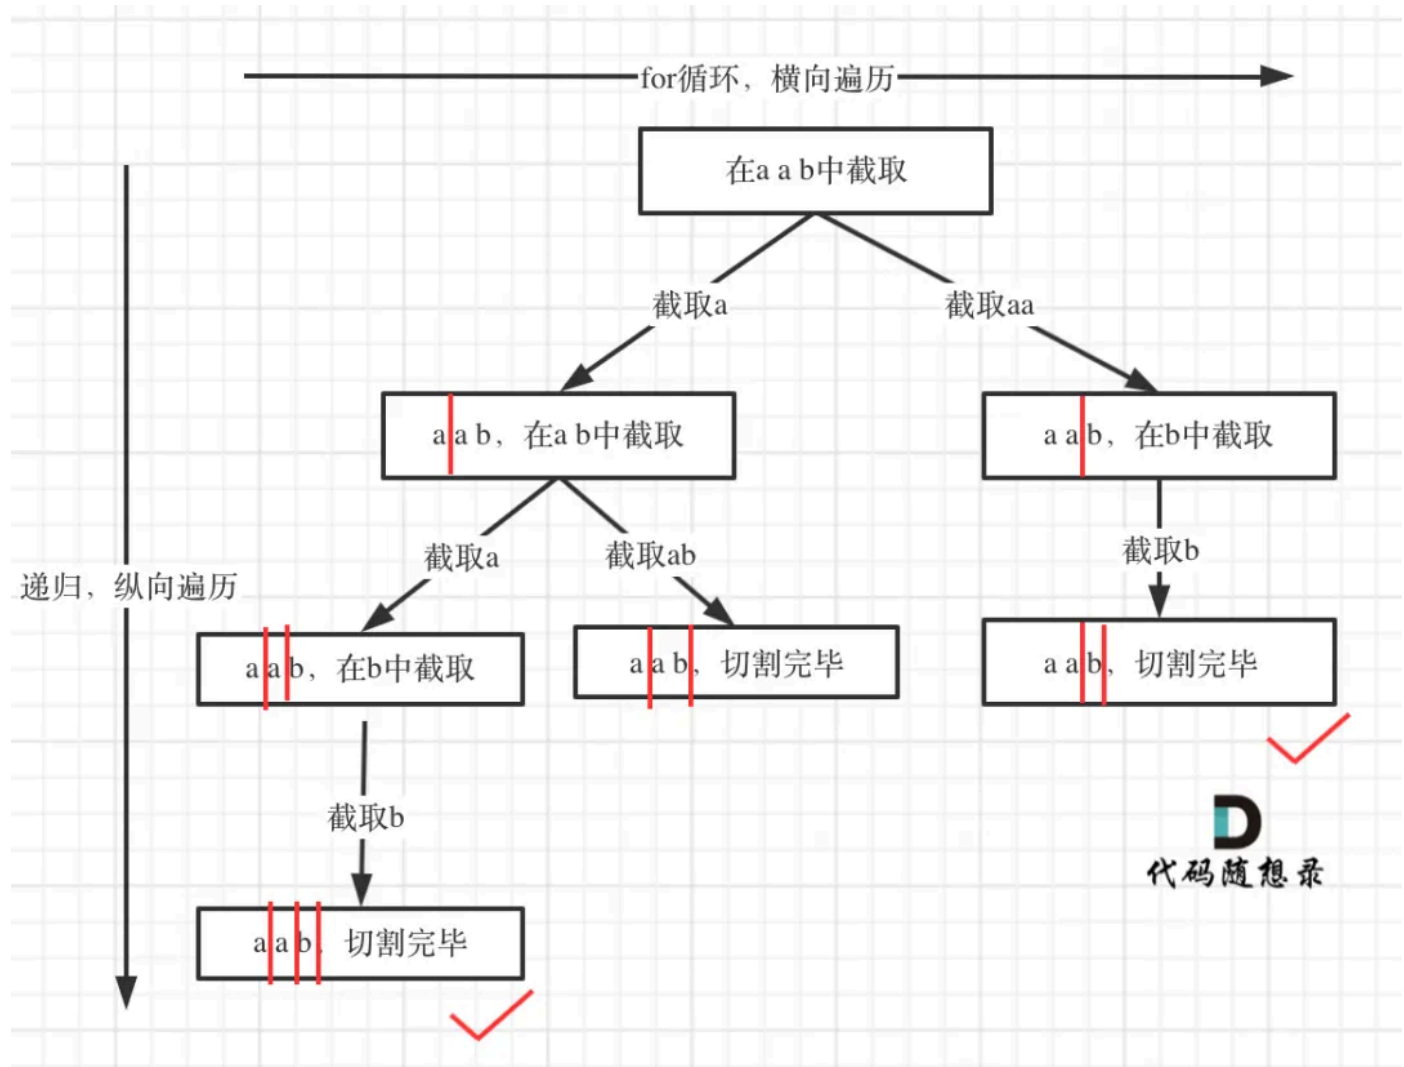 for循环，横向遍历
在a a b中截取
截取a
截取aa
a a b，在a b中截取
a a b，在b中截取
截取a
截取ab
截取b
递归，纵向遍历
a a b，在b中截取
a a b，切割完毕
a a b，切割完毕
截取b
代码随想录
a a b，切割完毕